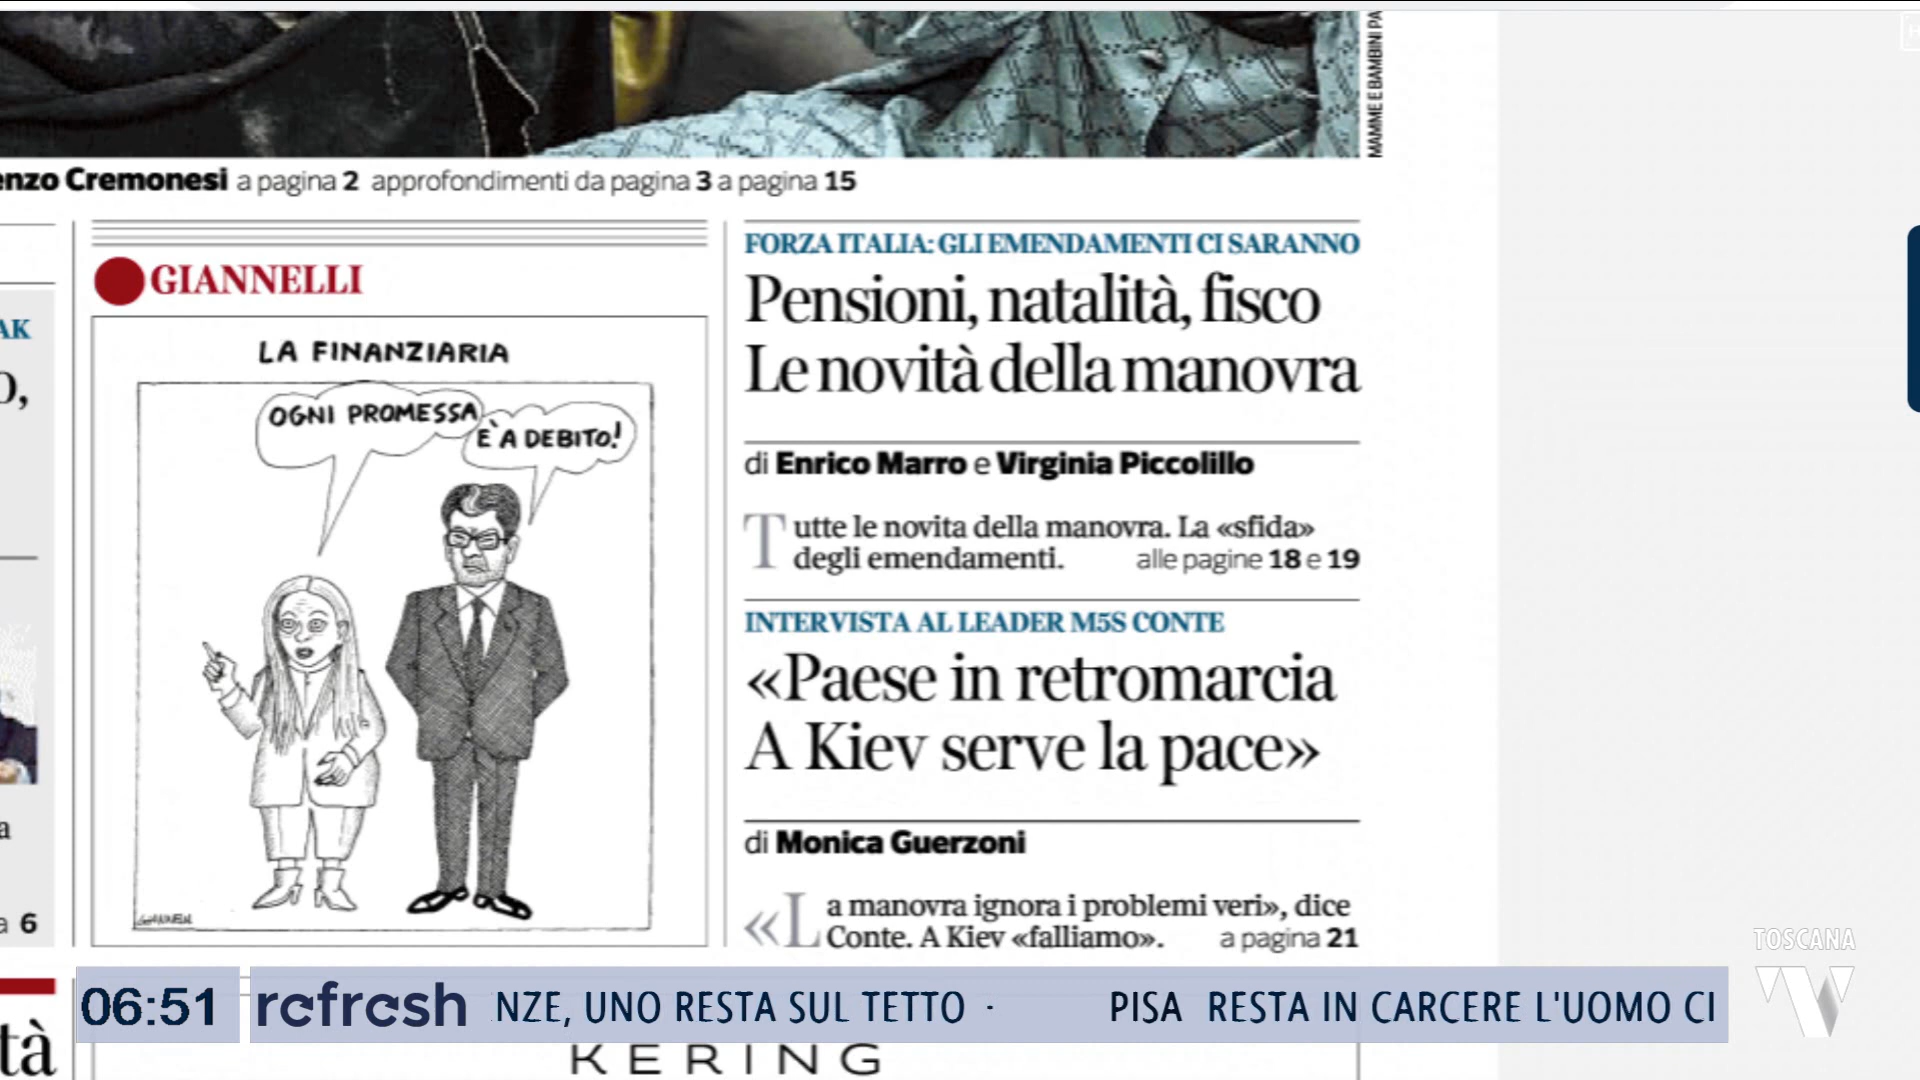 MAMME E BAMBINI PA
enzo Cremonesi a pagina 2 approfondimenti da pagina 3 a pagina 15
AK
O,
a
a 6
tà
GIANNELLI
LA FINANZIARIA
OGNI PROMESSA
E' A DEBITO!
GIANNELLI
FORZA ITALIA: GLI EMENDAMENTI CI SARANNO
Pensioni, natalità, fisco
Le novità della manovra
di Enrico Marro e Virginia Piccolillo
Tutte le novita della manovra. La «sfida»
degli emendamenti. alle pagine 18 e 19
INTERVISTA AL LEADER M5S CONTE
«Paese in retromarcia
A Kiev serve la pace»
di Monica Guerzoni
«La manovra ignora i problemi veri», dice
Conte. A Kiev «falliamo». a pagina 21
TOSCANA
TV
06:51 refresh NZE, UNO RESTA SUL TETTO - PISA RESTA IN CARCERE L'UOMO CI
KERING